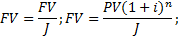 FV = FV/J; FV = PV(1 + i)^n/J;